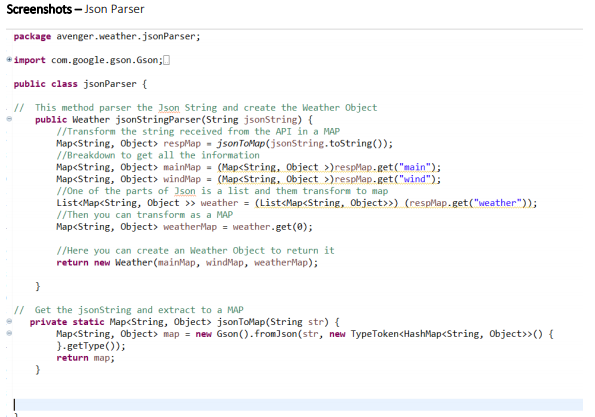 Screenshots – Json Parser
package avenger.weather.jsonParser;
import com.google.gson.Gson;
public class jsonParser {
//  This method parser the Json String and create the Weather Object
public Weather jsonStringParser(String jsonString) {
//Transform the string received from the API in a MAP
Map<String, Object> respMap = jsonToMap(jsonString.toString());
//Breakdown to get all the information
Map<String, Object> mainMap = (Map<String, Object >)respMap.get("main");
Map<String, Object> windMap = (Map<String, Object >)respMap.get("wind");
//One of the parts of Json is a list and them transform to map
List<Map<String, Object >> weather = (List<Map<String, Object>>) (respMap.get("weather"));
//Then you can transform as a MAP
Map<String, Object> weatherMap = weather.get(0);
//Here you can create an Weather Object to return it
return new Weather(mainMap, windMap, weatherMap);
}
//  Get the jsonString and extract to a MAP
private static Map<String, Object> jsonToMap(String str) {
Map<String, Object> map = new Gson().fromJson(str, new TypeToken<HashMap<String, Object>>() {
}.getType());
return map;
}
}